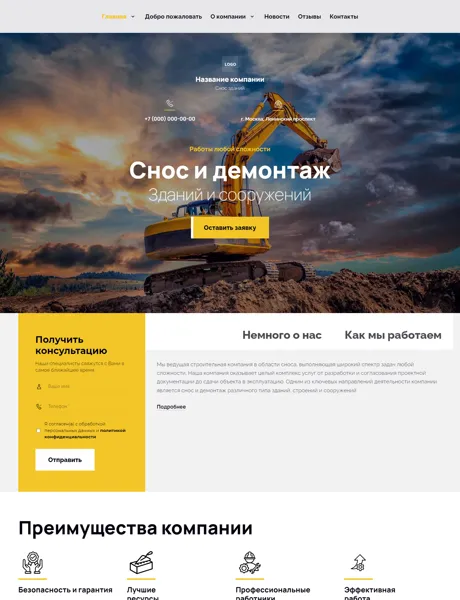 Главная
Добро пожаловать
О компании
Новости
Отзывы
Контакты
LOGO
Название компании
Снос зданий
+7 (000) 000-00-00
г. Москва, Ленинский проспект
Работы любой сложности
Снос и демонтаж
Зданий и сооружений
Оставить заявку
Получить
консультацию
Наши специалисты свяжутся с Вами в
самое ближайшее время
Ваше имя
Телефон
Я согласен(а) с обработкой
персональных данных и политикой
конфиденциальности
Отправить
Немного о нас
Как мы работаем
Мы ведущая строительная компания в области сноса, выполняющая широкий спектр задач любой
сложности. Наша компания оказывает целый комплекс услуг от разработки и согласования проектной
документации до сдачи объекта в эксплуатацию. Одним из ключевых направлений деятельности компании
является снос и демонтаж различного типа зданий, строений и сооружений!
Подробнее
Преимущества компании
Безопасность и гарантия
Лучшие
ресурсы
Профессиональные
работники
Эффективная
работа